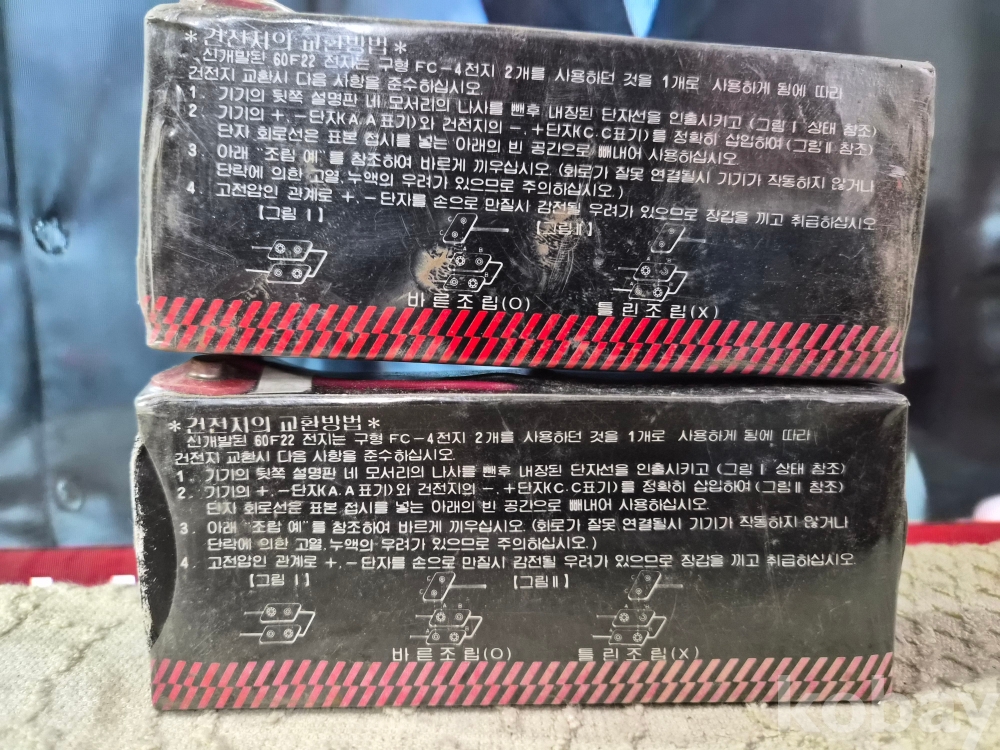 *건전지의 교환방법*
신개발된 60F22 전지는 구형 FC-4전지 2개를 사용하던 것을 1개로 사용하게 됨에 따라
건전지 교환시 다음 사항을 준수하십시오.
1. 기기의 뒷쪽 설명판 네 모서리의 나사를 뺀후 내장된 단자선을 인출시키고 (그림 Ⅰ 상태 참조)
2. 기기의 +.-단자(A.A표기)와 건전지의 -.+단자(C.C표기)를 정확히 삽입하여 (그림Ⅱ 참조)
단자 회로선은 표본 접시를 넣는 아래의 빈 공간으로 빼내어 사용하십시오.
3. 아래 "조립 예"를 참조하여 바르게 끼우십시오. (화로가 잘못 연결될시 기기가 작동하지 않거나
단락에 의한 고열.누액의 우려가 있으므로 주의하십시오.)
4. 고전압인 관계로 +.-단자를 손으로 만질시 감전될 우려가 있으므로 장갑을 끼고 취급하십시오
【그림 Ⅰ】 【그림Ⅱ】
바른조립(O) 틀린조립(X)
*건전지의 교환방법*
신개발된 60F22 전지는 구형 FC-4전지 2개를 사용하던 것을 1개로 사용하게 됨에 따라
건전지 교환시 다음 사항을 준수하십시오.
1. 기기의 뒷쪽 설명판 네 모서리의 나사를 뺀후 내장된 단자선을 인출시키고 (그림 Ⅰ 상태 참조)
2. 기기의 +.-단자(A.A표기)와 건전지의 -.+단자(C.C표기)를 정확히 삽입하여 (그림Ⅱ 참조)
단자 회로선은 표본 접시를 넣는 아래의 빈 공간으로 빼내어 사용하십시오.
3. 아래 "조립 예"를 참조하여 바르게 끼우십시오. (화로가 잘못 연결될시 기기가 작동하지 않거나
단락에 의한 고열.누액의 우려가 있으므로 주의하십시오.)
4. 고전압인 관계로 +.-단자를 손으로 만질시 감전될 우려가 있으므로 장갑을 끼고 취급하십시오
【그림 Ⅰ】 【그림Ⅱ】
바른조립(O) 틀린조립(X)
kobay